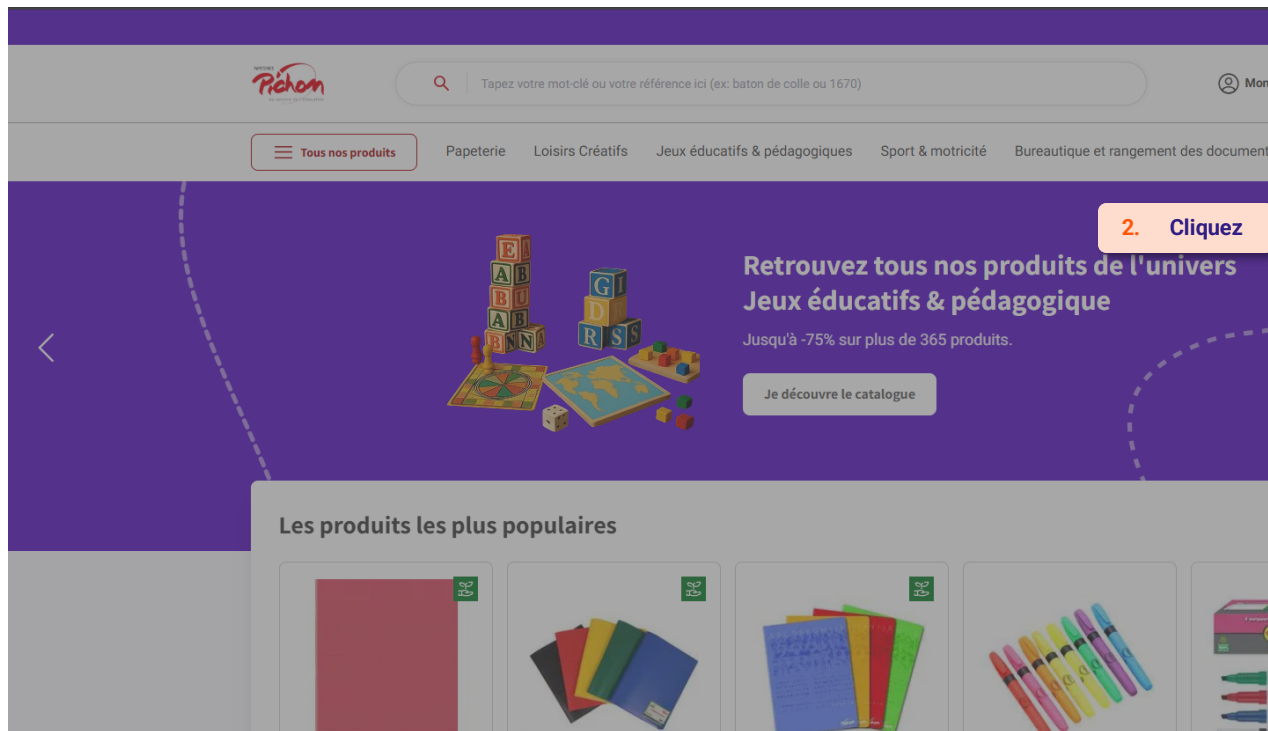 Pichon
Tapez votre mot-clé ou votre référence ici (ex: baton de colle ou 1670)
Mon
Tous nos produits
Papeterie
Loisirs Créatifs
Jeux éducatifs & pédagogiques
Sport & motricité
Bureautique et rangement des document
2. Cliquez
Retrouvez tous nos produits de l'univers
Jeux éducatifs & pédagogique
Jusqu'à -75% sur plus de 365 produits.
Je découvre le catalogue
Les produits les plus populaires